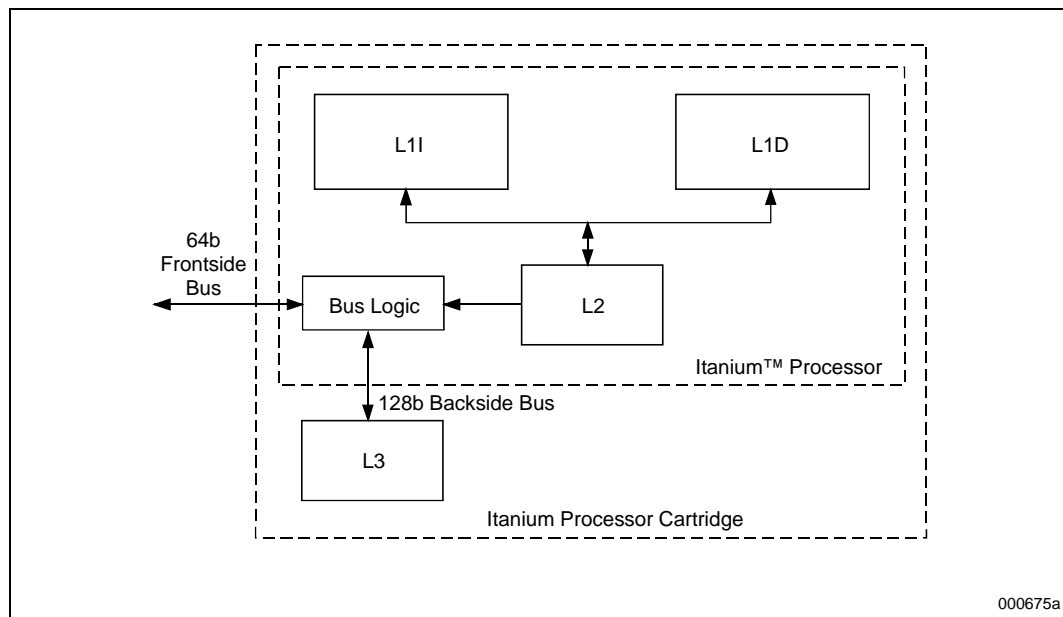 L1I
L1D
64b
Frontside
Bus
Bus Logic
L2
Itanium™ Processor
128b Backside Bus
L3
Itanium Processor Cartridge
000675a